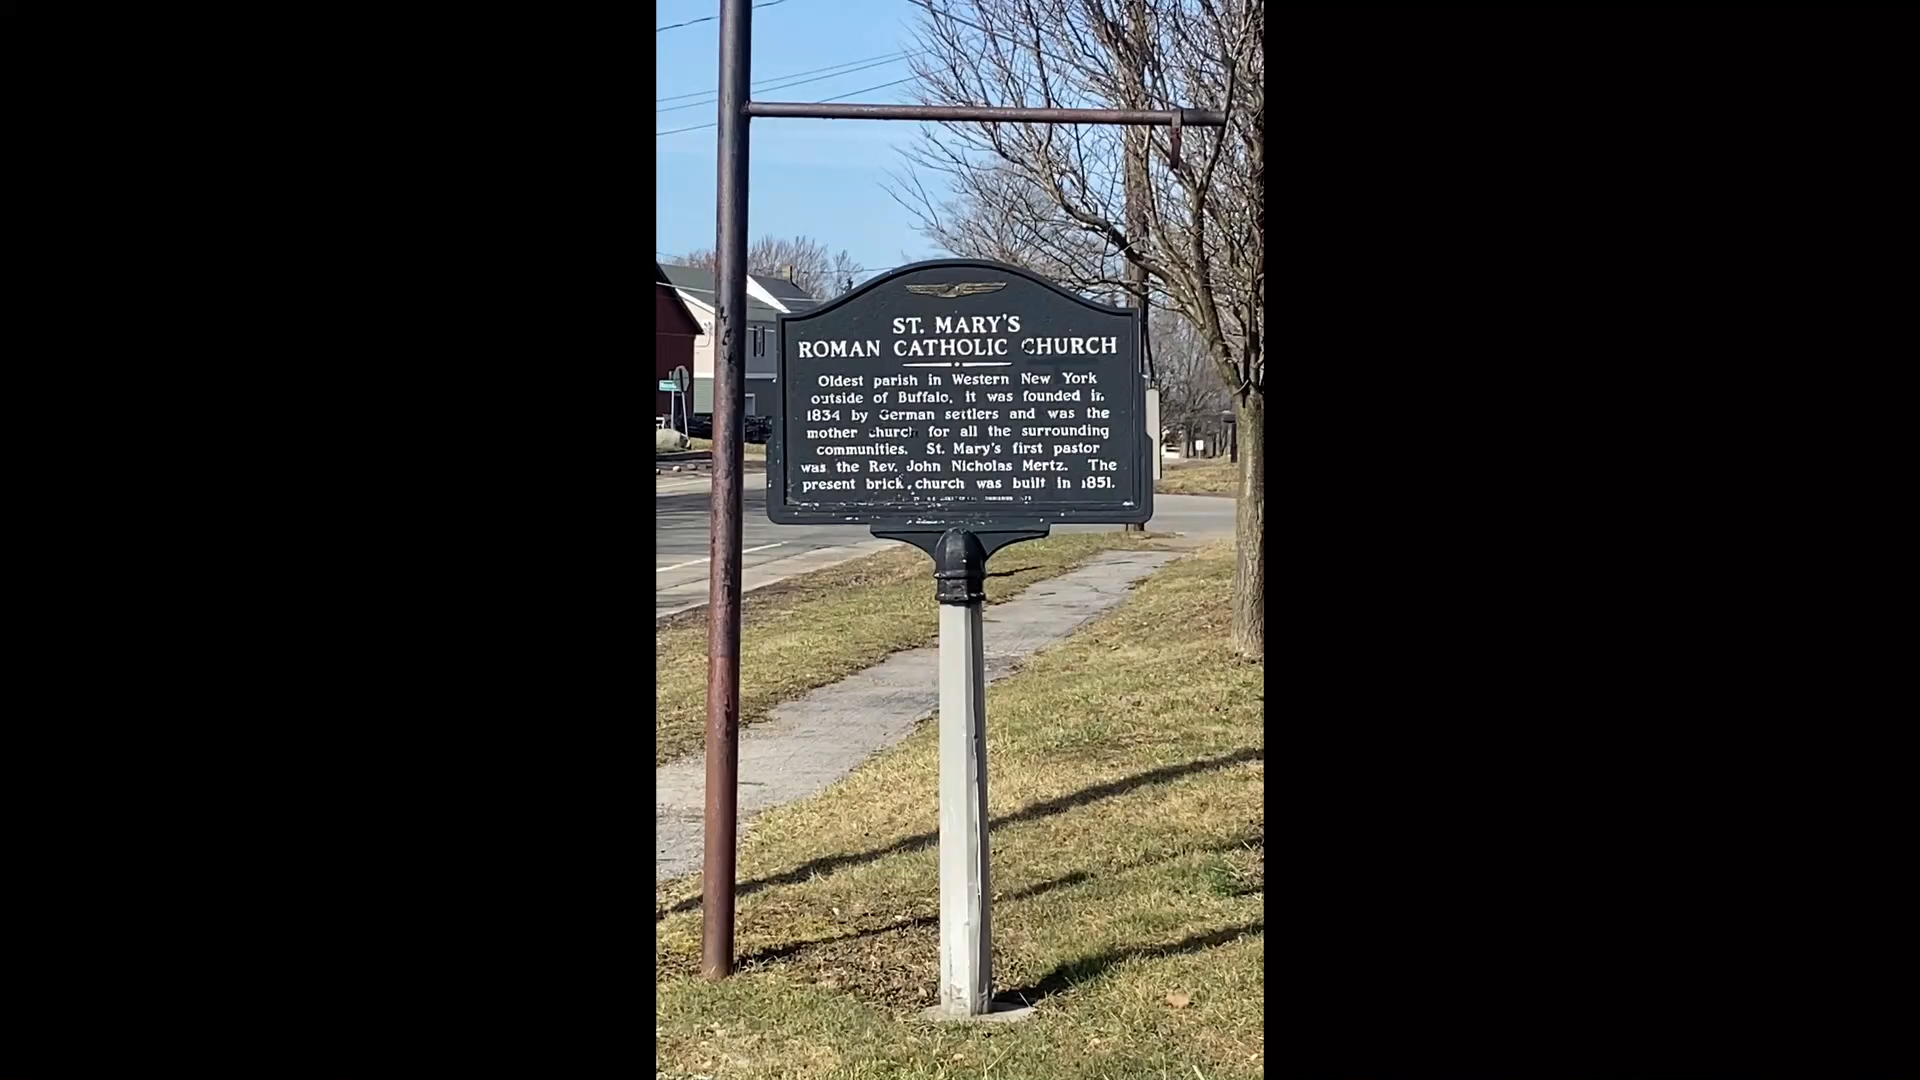 ST. MARY'S
ROMAN CATHOLIC CHURCH
Oldest parish in Western New York
outside of Buffalo, it was founded in
1834 by German settlers and was the
mother church for all the surrounding
communities. St. Mary's first pastor
was the Rev. John Nicholas Mertz. The
present brick church was built in 1851.